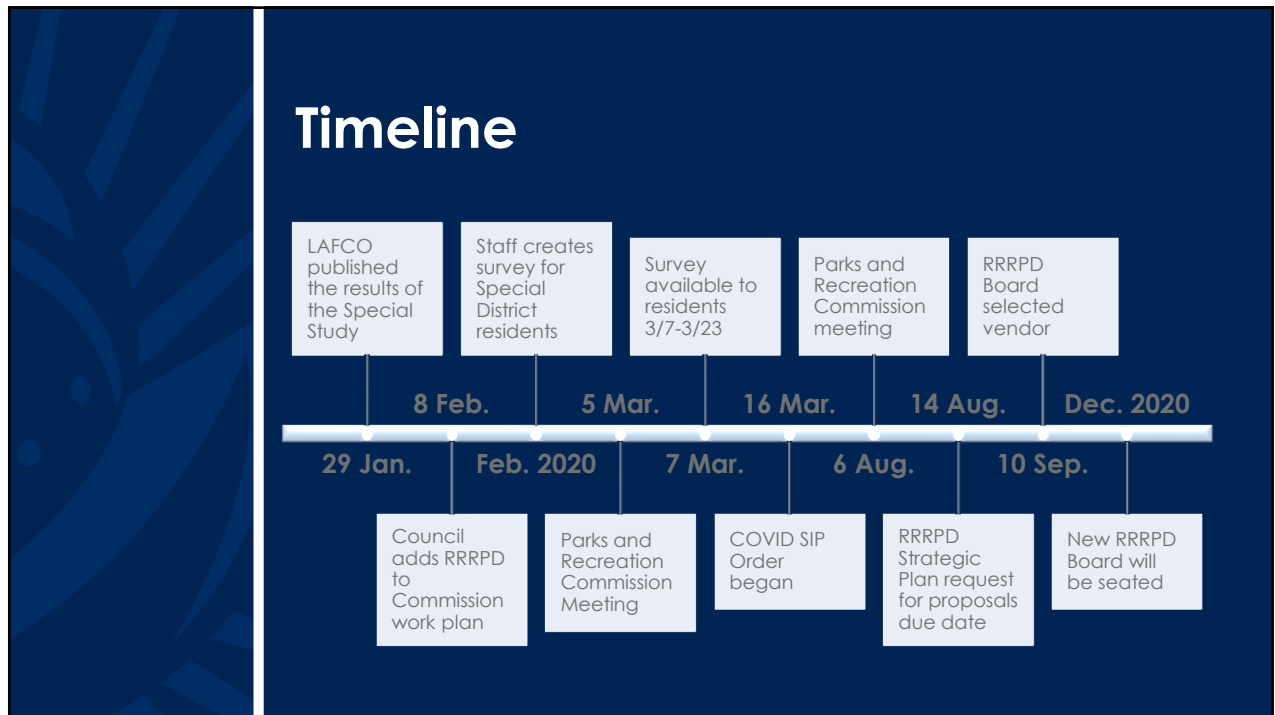 Timeline
LAFCO
published
the results of
the Special
Study
Staff creates
survey for
Special
District
residents
Survey
available to
residents
3/7-3/23
Parks and
Recreation
Commission
meeting
RRRPD
Board
selected
vendor
8 Feb.
5 Mar.
16 Mar.
14 Aug.
Dec. 2020
29 Jan.
Feb. 2020
7 Mar.
6 Aug.
10 Sep.
Council
adds RRRPD
to
Commission
work plan
Parks and
Recreation
Commission
Meeting
COVID SIP
Order
began
RRRPD
Strategic
Plan request
for proposals
due date
New RRRPD
Board will
be seated